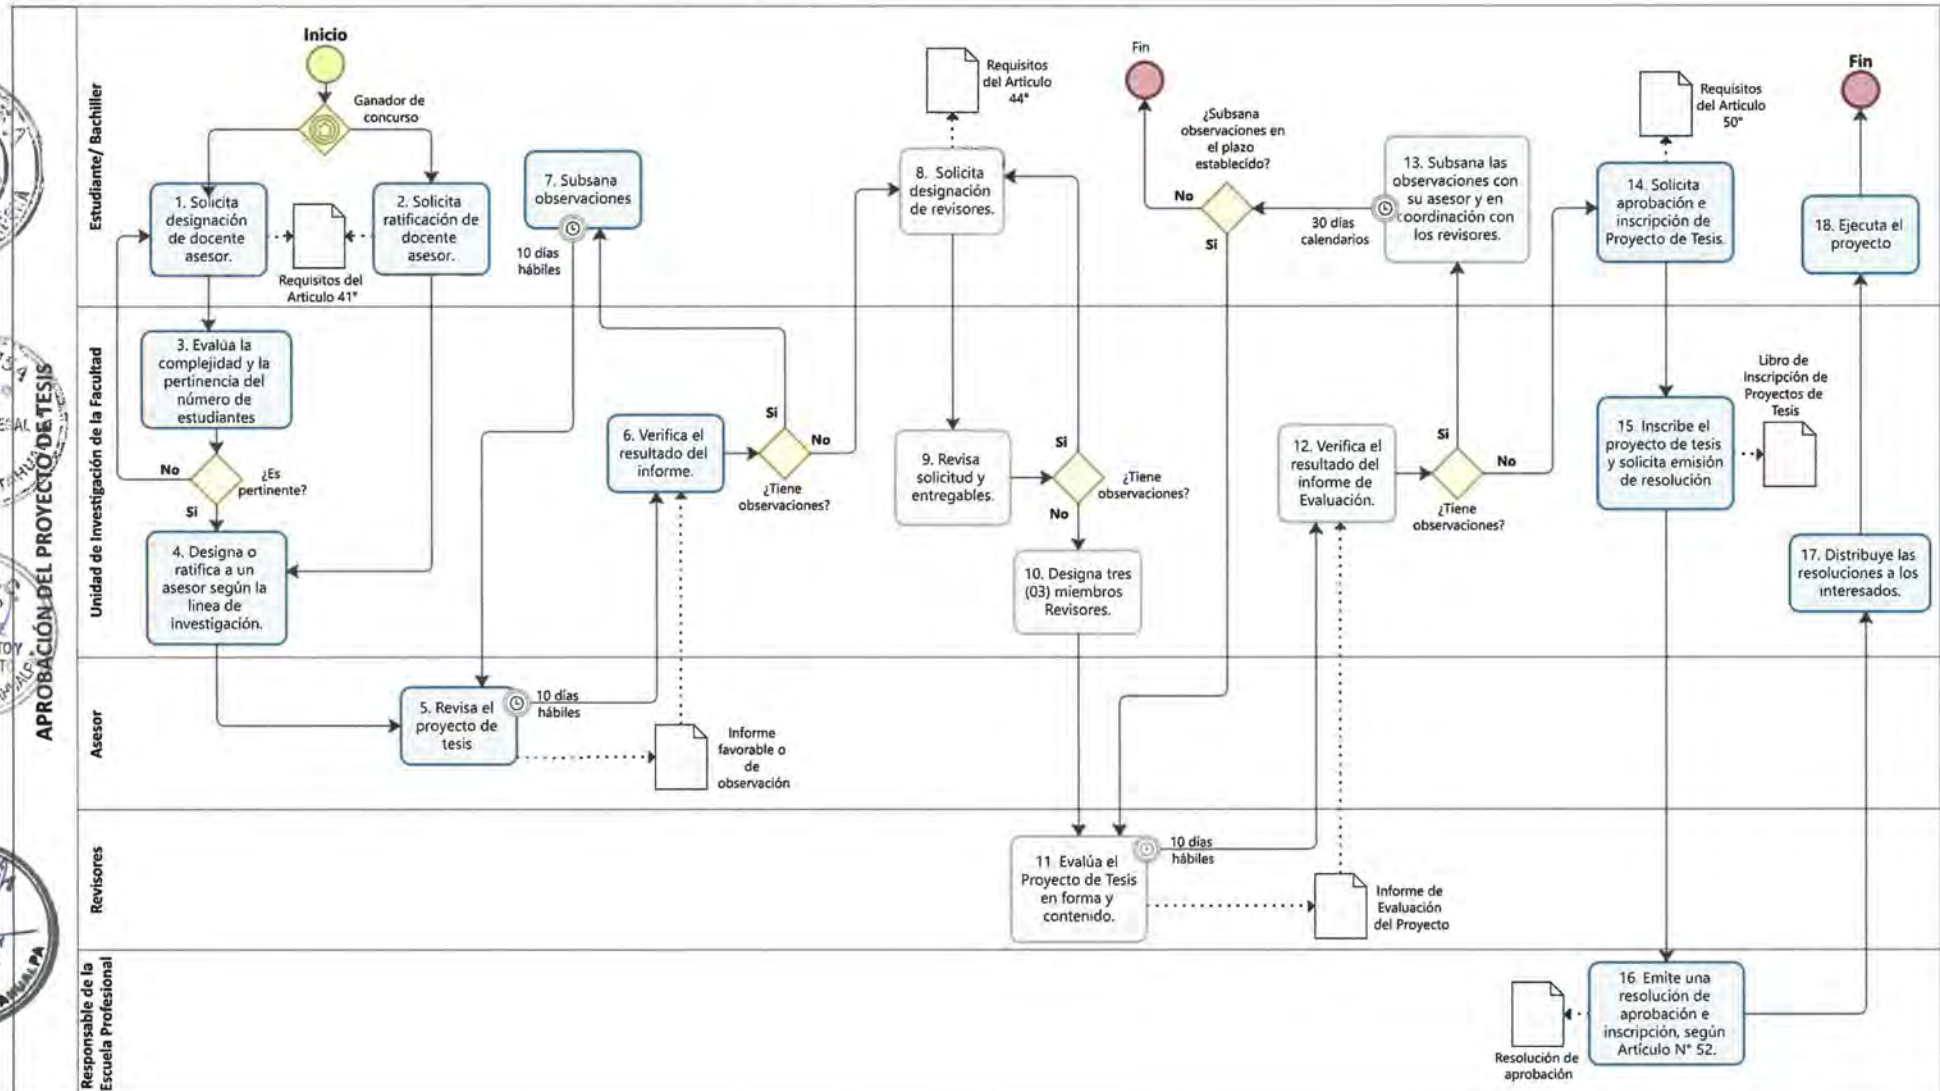 APROBACIÓN DEL PROYECTO DE TESIS
Estudiante/ Bachiller
Inicio
Ganador de
concurso
1. Solicita
designación
de docente
asesor.
2. Solicita
ratificación de
docente
asesor.
Requisitos del
Articulo 41°
7. Subsana
observaciones
10 días
hábiles
Requisitos
del Articulo
44°
8. Solicita
designación
de revisores.
Fin
¿Subsana
observaciones en
el plazo
establecido?
No
Si
30 días
calendarios
13. Subsana las
observaciones con
su asesor y en
coordinación con
los revisores.
Requisitos
del Articulo
50°
14. Solicita
aprobación e
inscripción de
Proyecto de Tesis.
Fin
18. Ejecuta el
proyecto
Unidad de Investigación de la Facultad
3. Evalúa la
complejidad y la
pertinencia del
número de
estudiantes
No
¿Es
pertinente?
Si
4. Designa o
ratifica a un
asesor según la
linea de
investigación.
6. Verifica el
resultado del
informe.
Si
No
¿Tiene
observaciones?
9. Revisa
solicitud y
entregables.
Si
¿Tiene
observaciones?
No
10. Designa tres
(03) miembros
Revisores.
12. Verifica el
resultado del
informe de
Evaluación.
Si
No
¿Tiene
observaciones?
15. Inscribe el
proyecto de tesis
y solicita emisión
de resolución
Libro de
Inscripción de
Proyectos de
Tesis
17. Distribuye las
resoluciones a los
interesados.
Asesor
5. Revisa el
proyecto de
tesis
10 días
hábiles
Informe
favorable o
de
observación
Revisores
11 Evalúa el
Proyecto de Tesis
en forma y
contenido.
10 días
hábiles
Informe de
Evaluación
del Proyecto
Responsable de la
Escuela Profesional
16. Emite una
resolución de
aprobación e
inscripción, según
Artículo N° 52.
Resolución de
aprobación